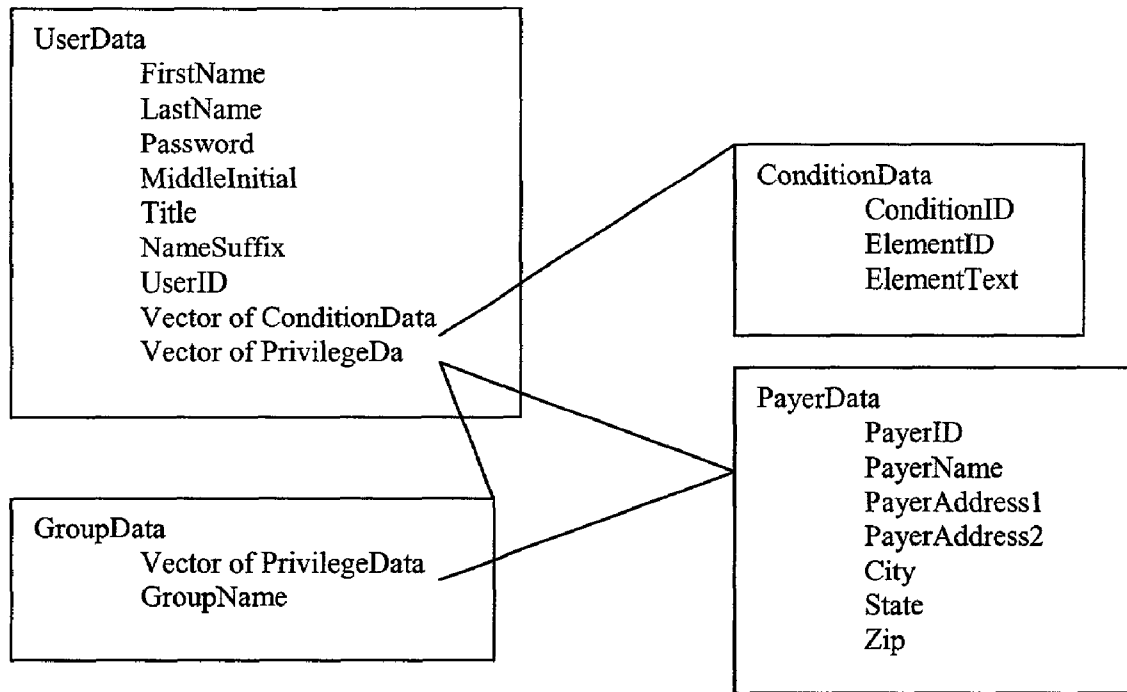 UserData
FirstName
LastName
Password
MiddleInitial
Title
NameSuffix
UserID
Vector of ConditionData
Vector of PrivilegeDa
GroupData
Vector of PrivilegeData
GroupName
ConditionData
ConditionID
ElementID
ElementText
PayerData
PayerID
PayerName
PayerAddress1
PayerAddress2
City
State
Zip